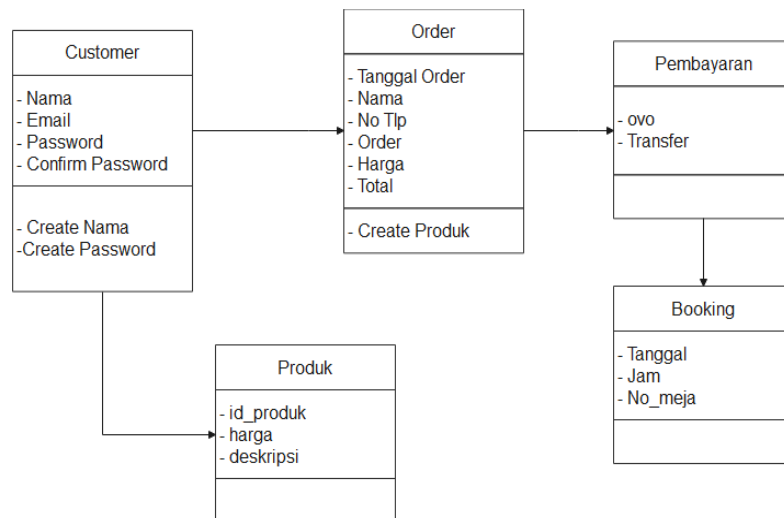 Customer
- Nama
- Email
- Password
- Confirm Password
- Create Nama
-Create Password
Order
- Tanggal Order
- Nama
- No Tlp
- Order
- Harga
- Total
- Create Produk
Pembayaran
- ovo
- Transfer
Booking
- Tanggal
- Jam
- No_meja
Produk
- id_produk
- harga
- deskripsi